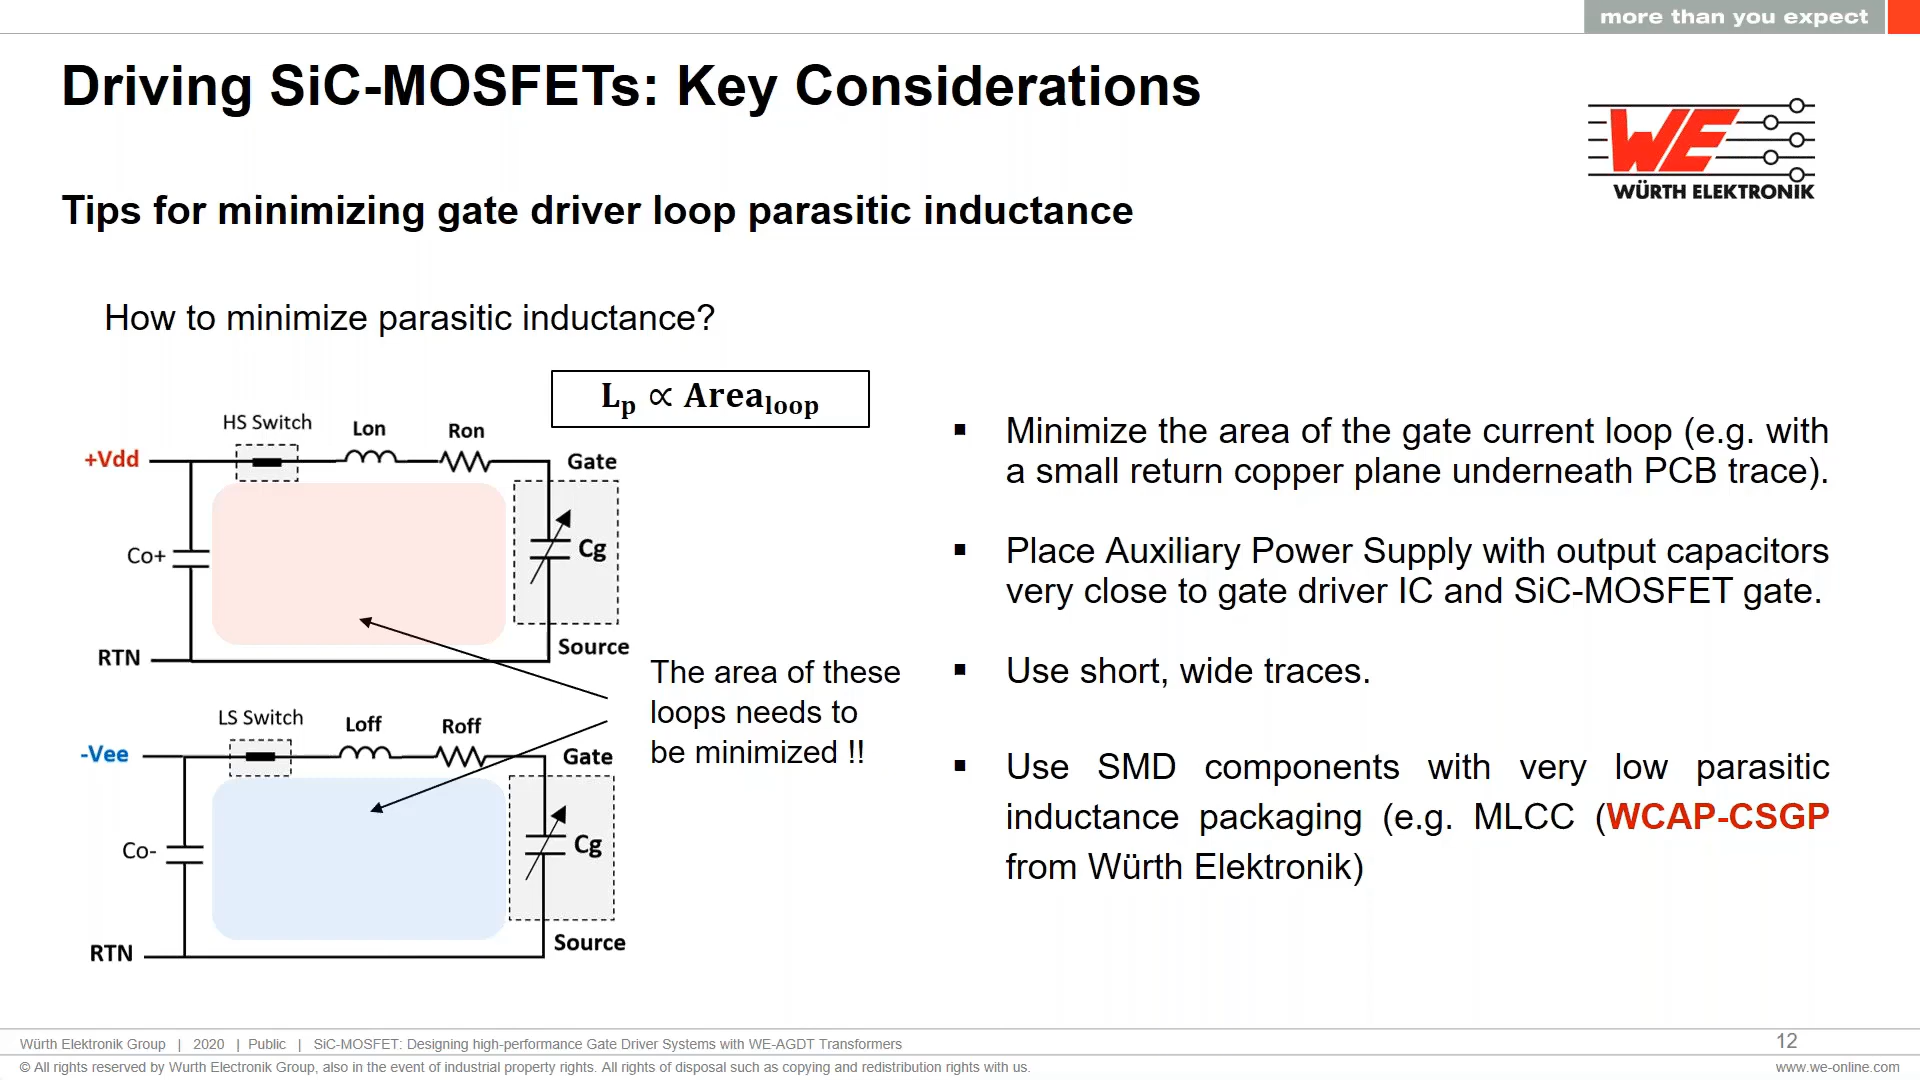 more than you expect
Driving SiC-MOSFETs: Key Considerations
WE
WÜRTH ELEKTRONIK
Tips for minimizing gate driver loop parasitic inductance
How to minimize parasitic inductance?
Lp ∝ Arealoop
HS Switch
Lon
Ron
+Vdd
Gate
Co+
Cg
RTN
Source
LS Switch
Loff
Roff
-Vee
Gate
Co-
Cg
RTN
Source
The area of these
loops needs to
be minimized !!
▪ Minimize the area of the gate current loop (e.g. with
a small return copper plane underneath PCB trace).
▪ Place Auxiliary Power Supply with output capacitors
very close to gate driver IC and SiC-MOSFET gate.
▪ Use short, wide traces.
▪ Use SMD components with very low parasitic
inductance packaging (e.g. MLCC (WCAP-CSGP
from Würth Elektronik)
Würth Elektronik Group | 2020 | Public | SiC-MOSFET: Designing high-performance Gate Driver Systems with WE-AGDT Transformers
12
© All rights reserved by Wurth Electronik Group, also in the event of industrial property rights. All rights of disposal such as copying and redistribution rights with us.
www.we-online.com